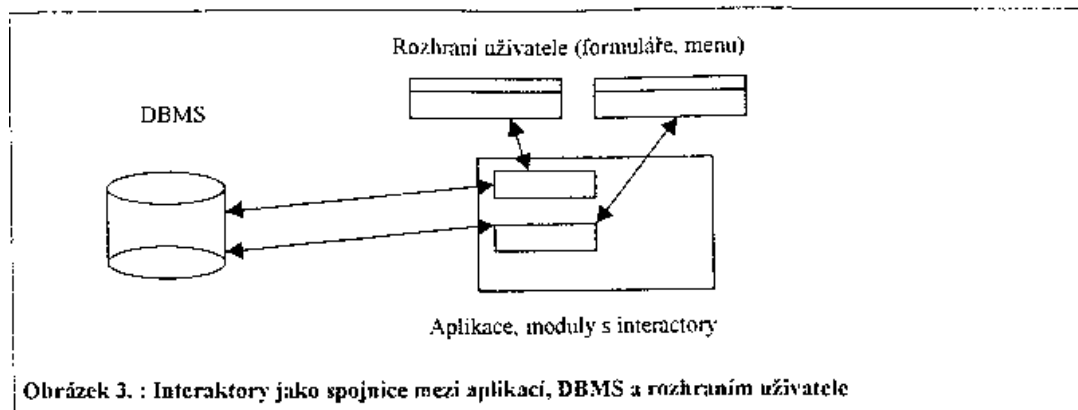 Rozhraní uživatele (formuláře, menu)
DBMS
Aplikace, moduly s interactory
Obrázek 3. : Interaktory jako spojnice mezi aplikací, DBMS a rozhraním uživatele